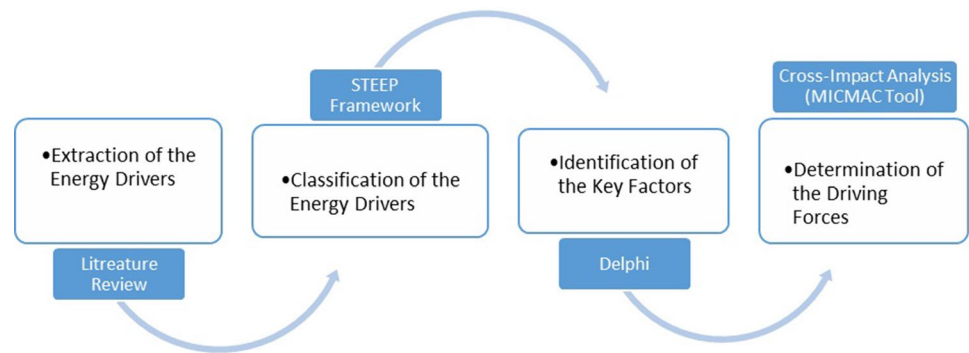 •Extraction of the
Energy Drivers
Litreature
Review
STEEP
Framework
•Classification of the
Energy Drivers
•Identification of
the Key Factors
Delphi
Cross-Impact Analysis
(MICMAC Tool)
•Determination of
the Driving
Forces